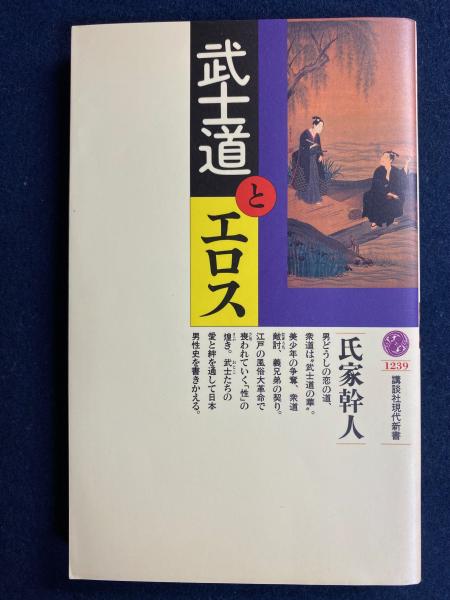 武士道
と
エロス
氏家幹人
1239
講談社現代新書
男どうしの恋の道、
衆道は“武士道の華”。
美少年の争奪、衆道
敵討、義兄弟の契り。
江戸の風俗大革命で
喪われていく「性」の
煌き。武士たちの
愛と絆を通して日本
男性史を書きかえる。